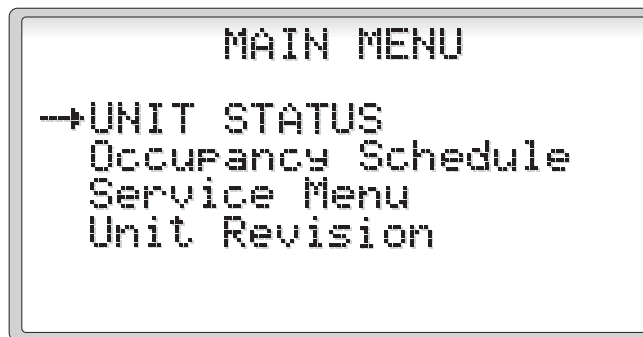 MAIN MENU
→UNIT STATUS
Occupancy Schedule
Service Menu
Unit Revision